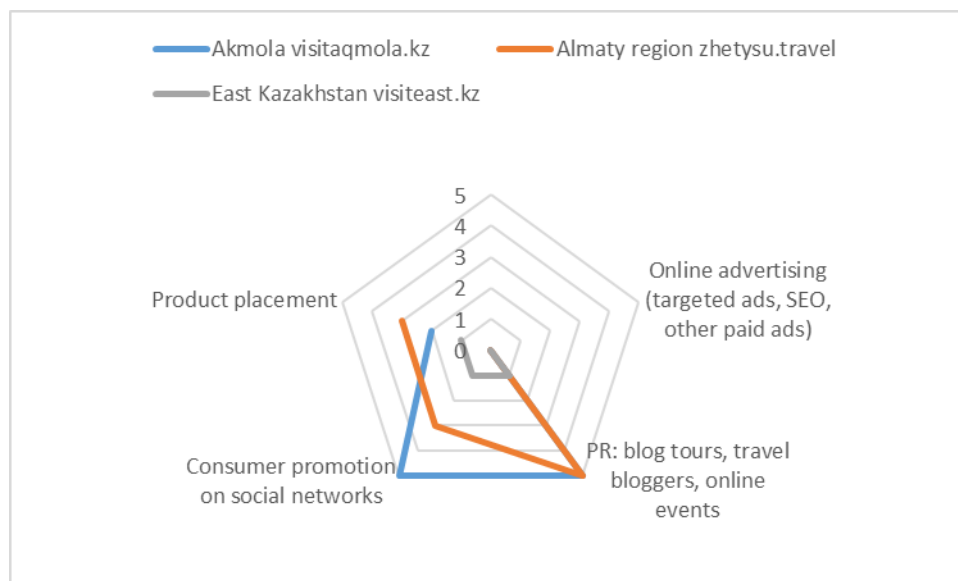 Akmola visitaqmola.kz
Almaty region zhetysu.travel
East Kazakhstan visiteast.kz
5
4
3
2
1
0
Online advertising
(targeted ads, SEO,
other paid ads)
Product placement
PR: blog tours, travel
bloggers, online
events
Consumer promotion
on social networks